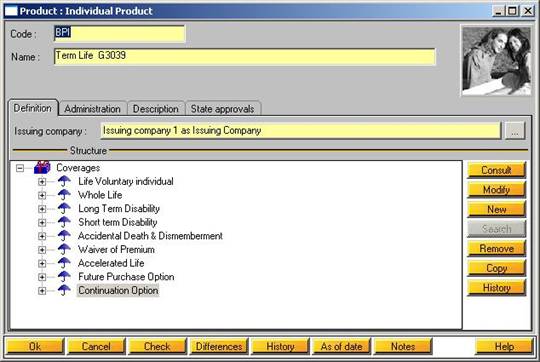 Product : Individual Product
Code :
BPI
Name :
Term Life G3039
Definition Administration Description State approvals
Issuing company : Issuing company 1 as Issuing Company ...
Structure
Coverages
Life Voluntary individual
Whole Life
Long Term Disability
Short term Disability
Accidental Death & Dismemberment
Waiver of Premium
Accelerated Life
Future Purchase Option
Continuation Option
Consult
Modify
New
Search
Remove
Copy
History
Ok Cancel Check Differences History As of date Notes Help